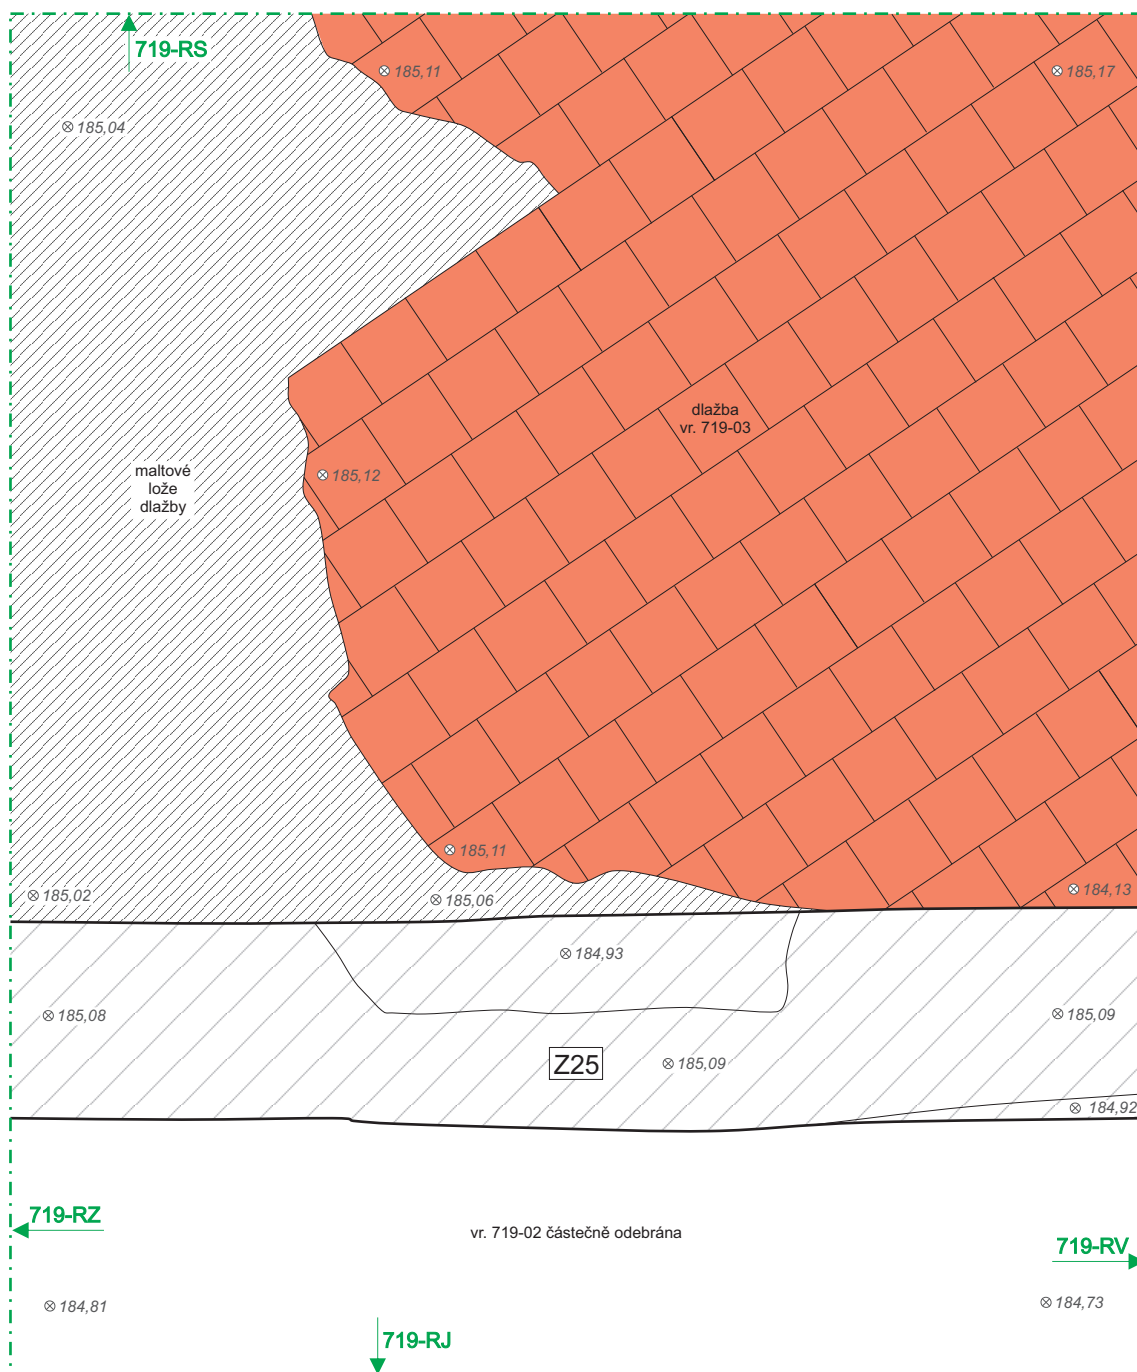 719-RS
185,11
185,17
185,04
dlažba
vr. 719-03
maltové
lože
dlažby
185,12
185,11
184,13
185,02
185,06
184,93
185,08
185,09
Z25
185,09
184,92
719-RZ
vr. 719-02 částečně odebrána
719-RV
184,81
184,73
719-RJ